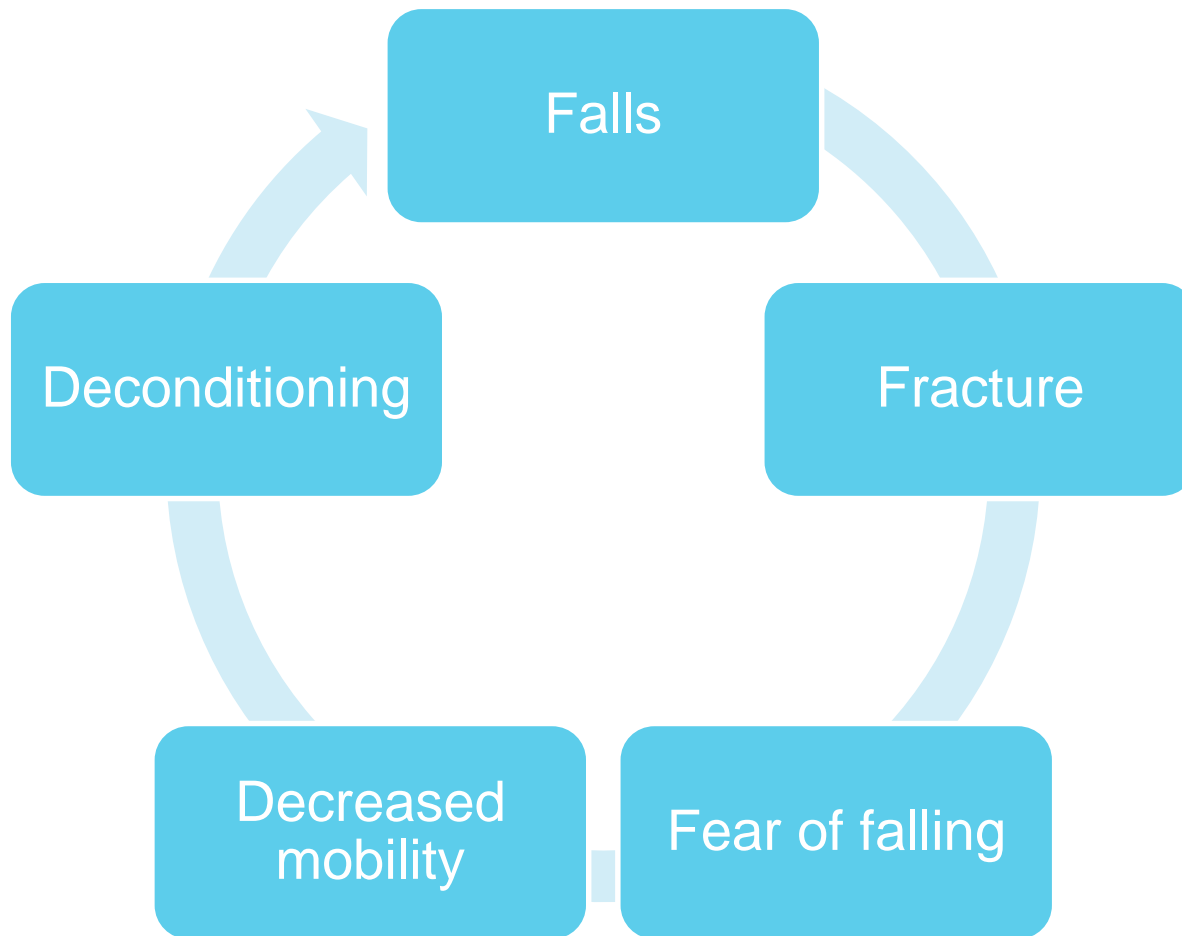 Falls
Fracture
Fear of falling
Decreased
mobility
Deconditioning